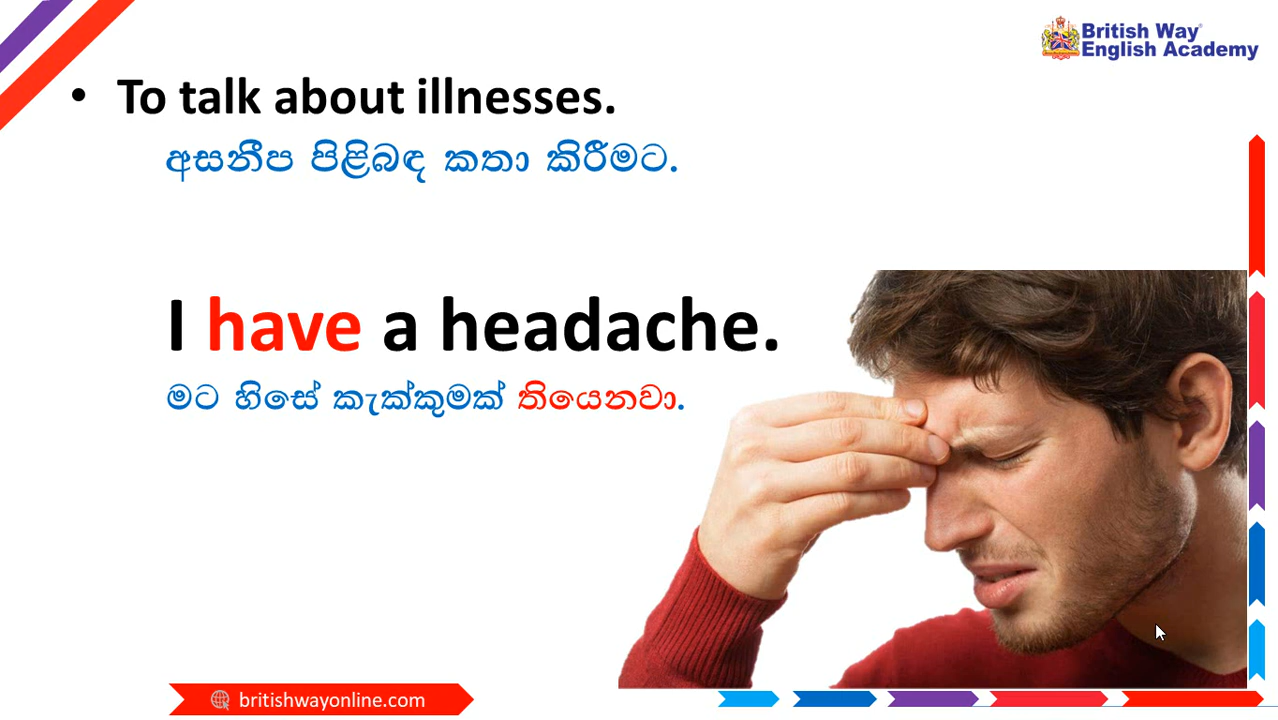 British Way
English Academy
• To talk about illnesses.
අසනීප පිළිබඳ කතා කිරීමට.
I have a headache.
මට හිසේ කැක්කුමක් තියෙනවා.
britishwayonline.com